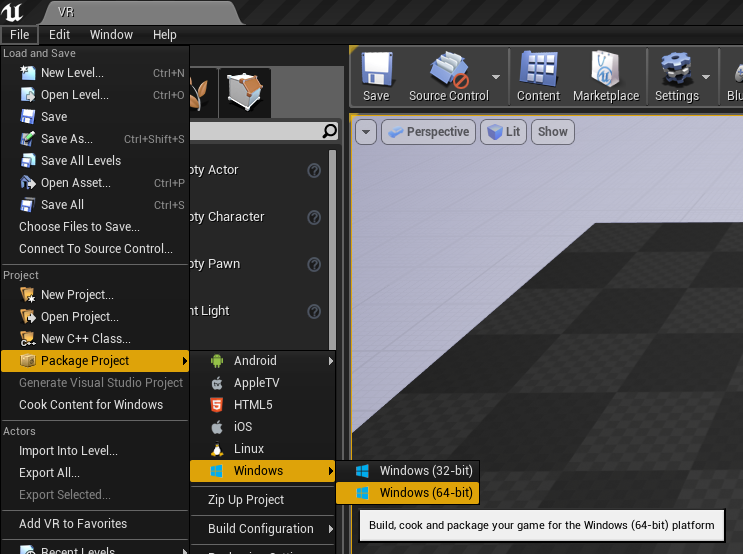 VR
File Edit Window Help
Load and Save
New Level... Ctrl+N
Open Level... Ctrl+O
Save
Save As... Ctrl+Shift+S
Save All Levels
Open Asset... Ctrl+P
Save All Ctrl+S
Choose Files to Save...
Connect To Source Control...
Project
New Project...
Open Project...
New C++ Class...
Package Project
Generate Visual Studio Project
Cook Content for Windows
Actors
Import Into Level...
Export All...
Export Selected...
Add VR to Favorites
Recent Levels
pty Actor
pty Character
pty Pawn
nt Light
Android
AppleTV
HTML5
iOS
Linux
Windows
Zip Up Project
Build Configuration
Windows (32-bit)
Windows (64-bit)
Build, cook and package your game for the Windows (64-bit) platform
Save Source Control Content Marketplace Settings Blu
Perspective Lit Show